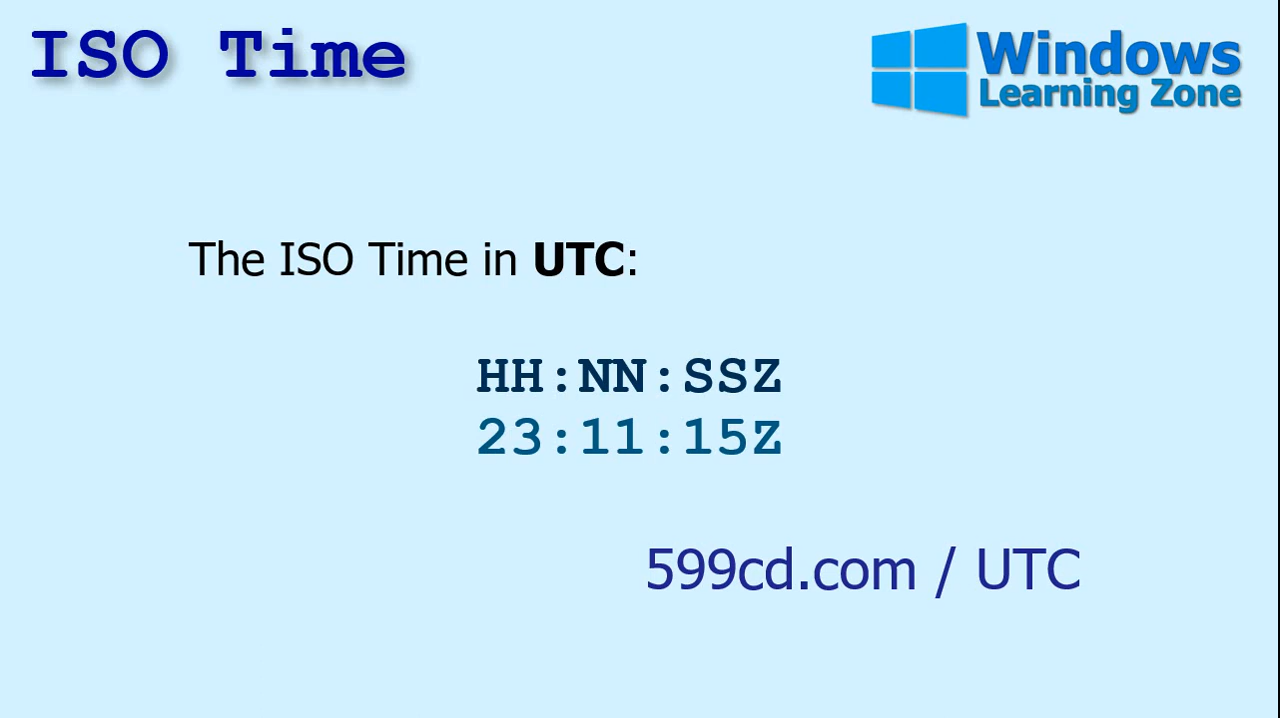 ISO Time
Windows
Learning Zone
The ISO Time in UTC:
HH:NN:SSZ
23:11:15Z
599cd.com / UTC